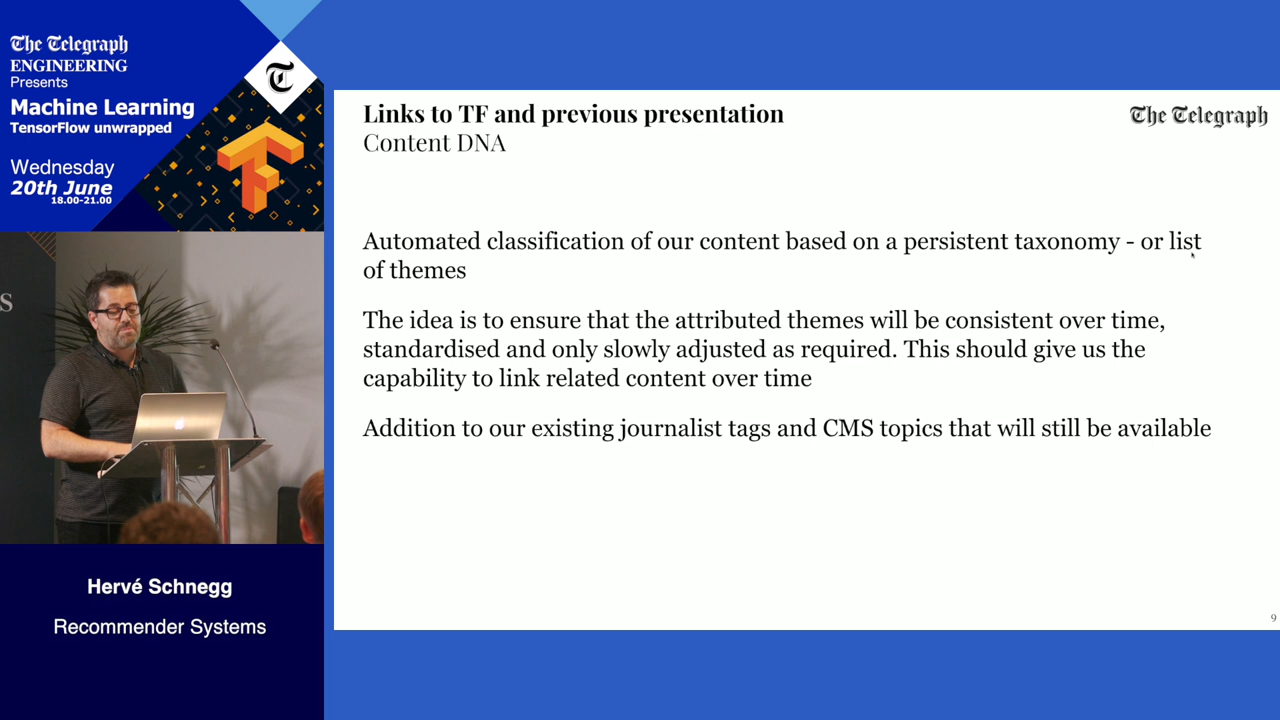 The Telegraph
ENGINEERING
Presents
Machine Learning
TensorFlow unwrapped
Wednesday
20th June
18.00-21.00
T
S
Hervé Schnegg
Recommender Systems
Links to TF and previous presentation
The Telegraph
Content DNA
Automated classification of our content based on a persistent taxonomy - or list
of themes
The idea is to ensure that the attributed themes will be consistent over time,
standardised and only slowly adjusted as required. This should give us the
capability to link related content over time
Addition to our existing journalist tags and CMS topics that will still be available
9